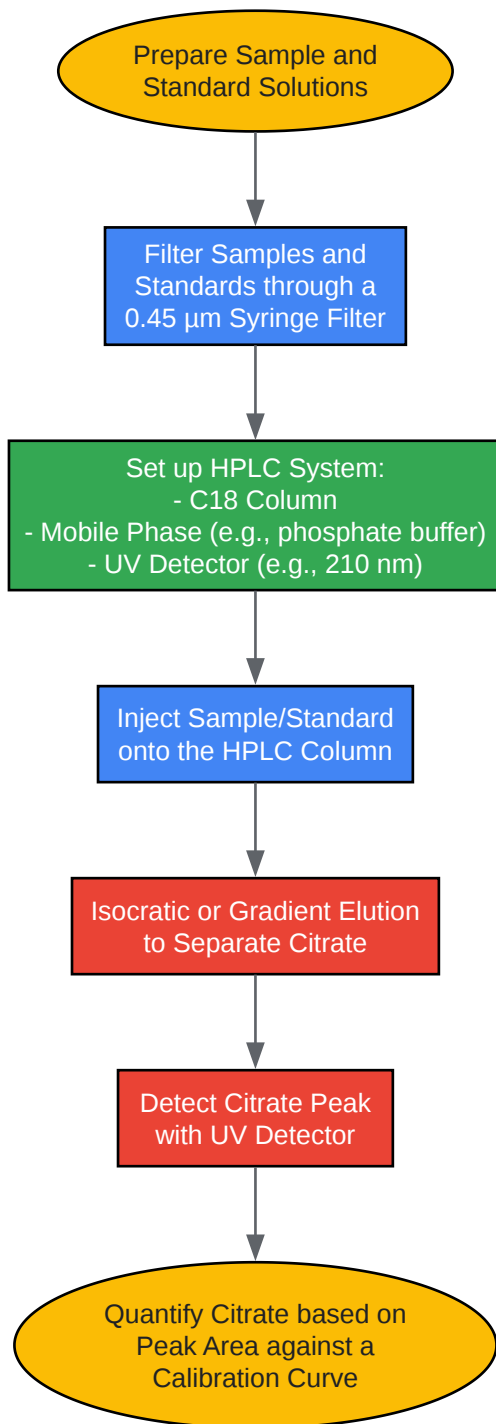 Prepare Sample and
Standard Solutions
Filter Samples and
Standards through a
0.45 µm Syringe Filter
Set up HPLC System:
- C18 Column
- Mobile Phase (e.g., phosphate buffer)
- UV Detector (e.g., 210 nm)
Inject Sample/Standard
onto the HPLC Column
Isocratic or Gradient Elution
to Separate Citrate
Detect Citrate Peak
with UV Detector
Quantify Citrate based on
Peak Area against a
Calibration Curve